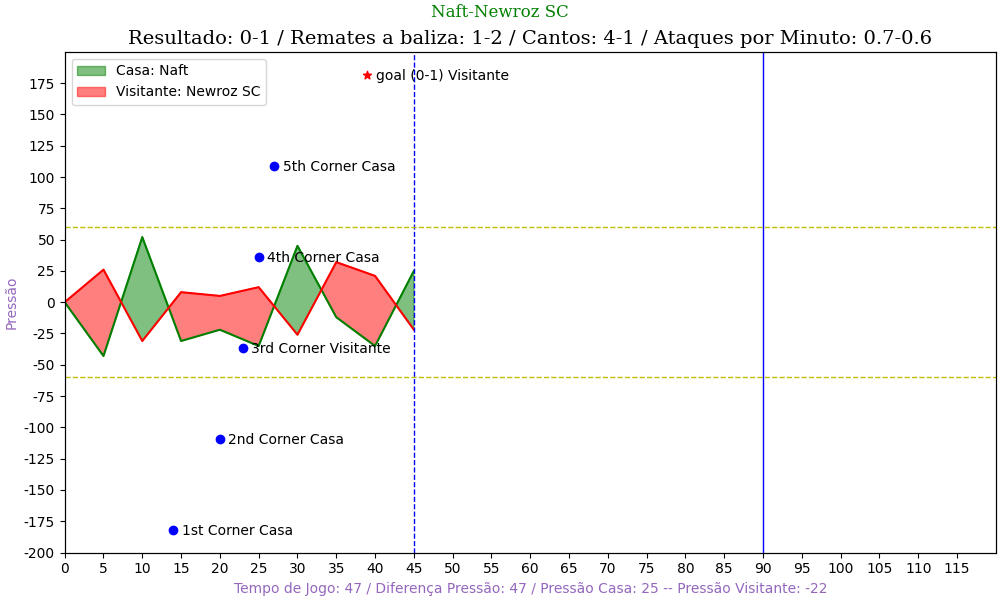 Naft-Newroz SC
Resultado: 0-1 / Remates a baliza: 1-2 / Cantos: 4-1 / Ataques por Minuto: 0.7-0.6
Casa: Naft
Visitante: Newroz SC
goal (0-1) Visitante
5th Corner Casa
4th Corner Casa
3rd Corner Visitante
2nd Corner Casa
1st Corner Casa
Pressão
175
150
125
100
75
50
25
0
-25
-50
-75
-100
-125
-150
-175
-200
0 5 10 15 20 25 30 35 40 45 50 55 60 65 70 75 80 85 90 95 100 105 110 115
Tempo de Jogo: 47 / Diferença Pressão: 47 / Pressão Casa: 25 -- Pressão Visitante: -22